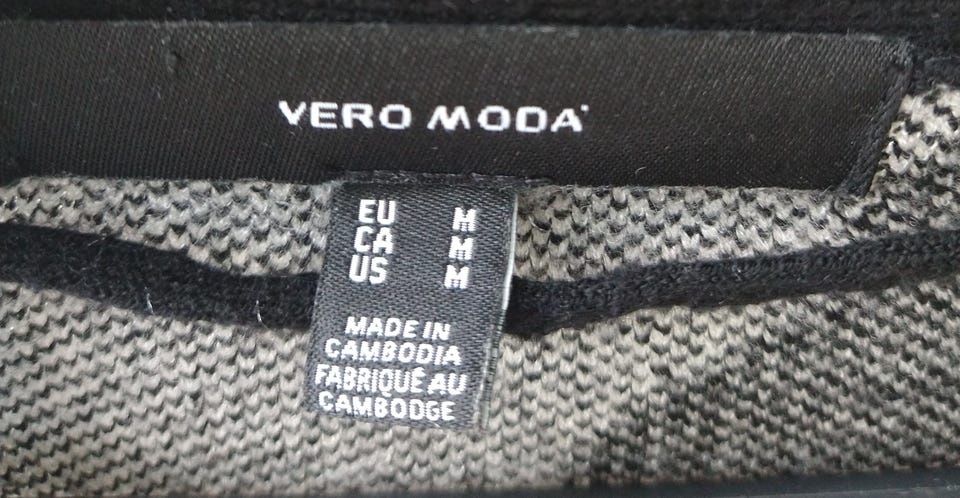 VERO MODA
EU M
CA M
US M
MADE IN
CAMBODIA
FABRIQUÉ AU
CAMBODGE